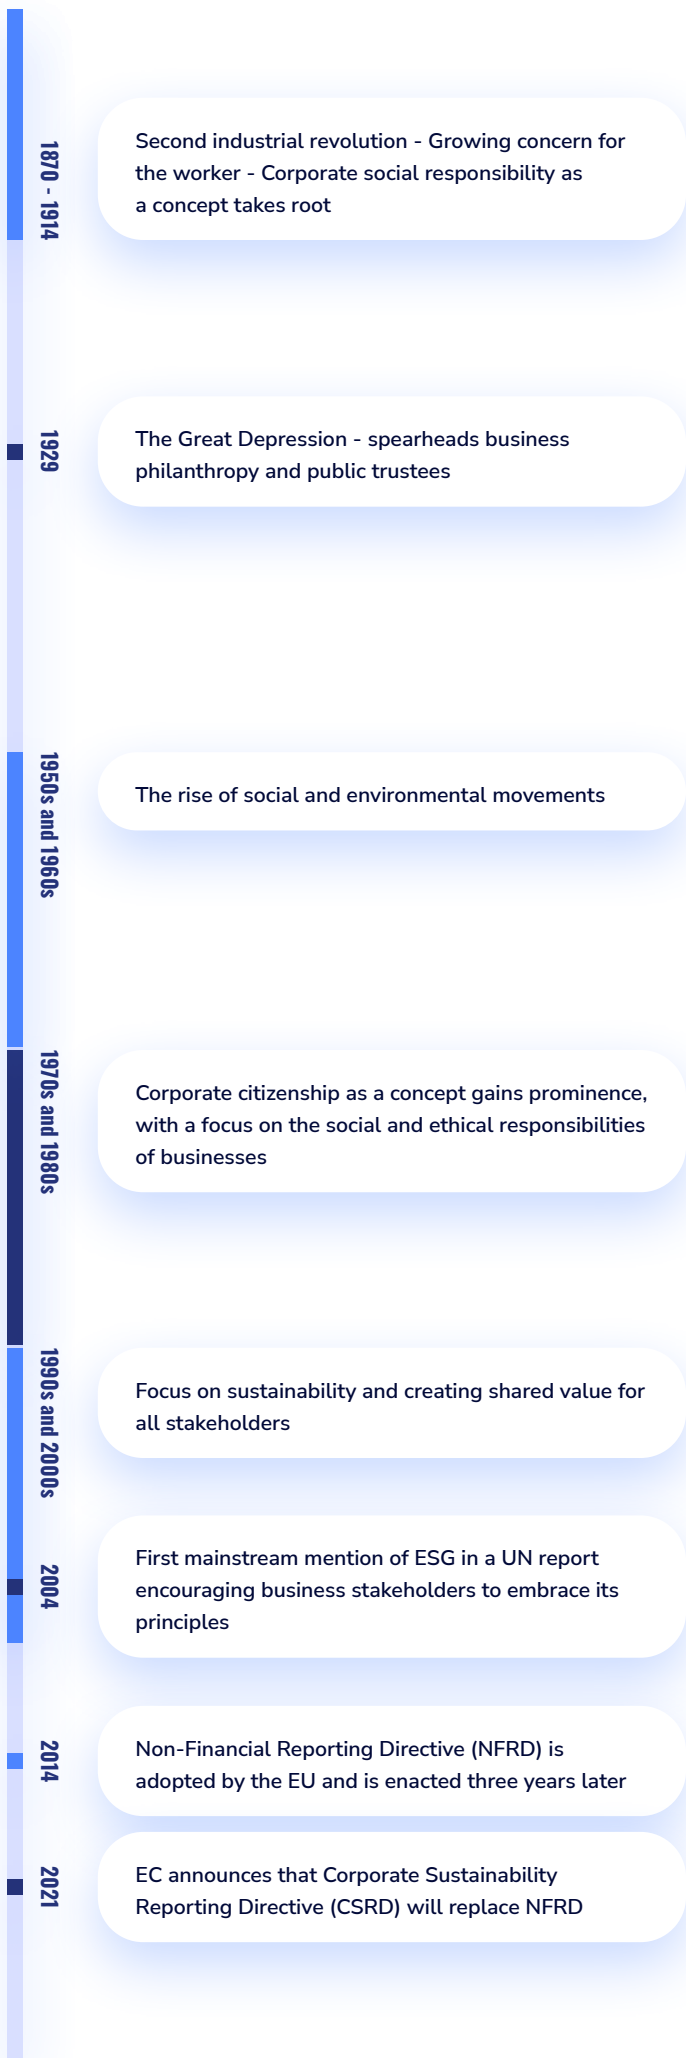 1870 - 1914
Second industrial revolution - Growing concern for
the worker - Corporate social responsibility as
a concept takes root
1929
The Great Depression - spearheads business
philanthropy and public trustees
1950s and 1960s
The rise of social and environmental movements
1970s and 1980s
Corporate citizenship as a concept gains prominence,
with a focus on the social and ethical responsibilities
of businesses
1990s and 2000s
Focus on sustainability and creating shared value for
all stakeholders
2004
First mainstream mention of ESG in a UN report
encouraging business stakeholders to embrace its
principles
2014
Non-Financial Reporting Directive (NFRD) is
adopted by the EU and is enacted three years later
2021
EC announces that Corporate Sustainability
Reporting Directive (CSRD) will replace NFRD